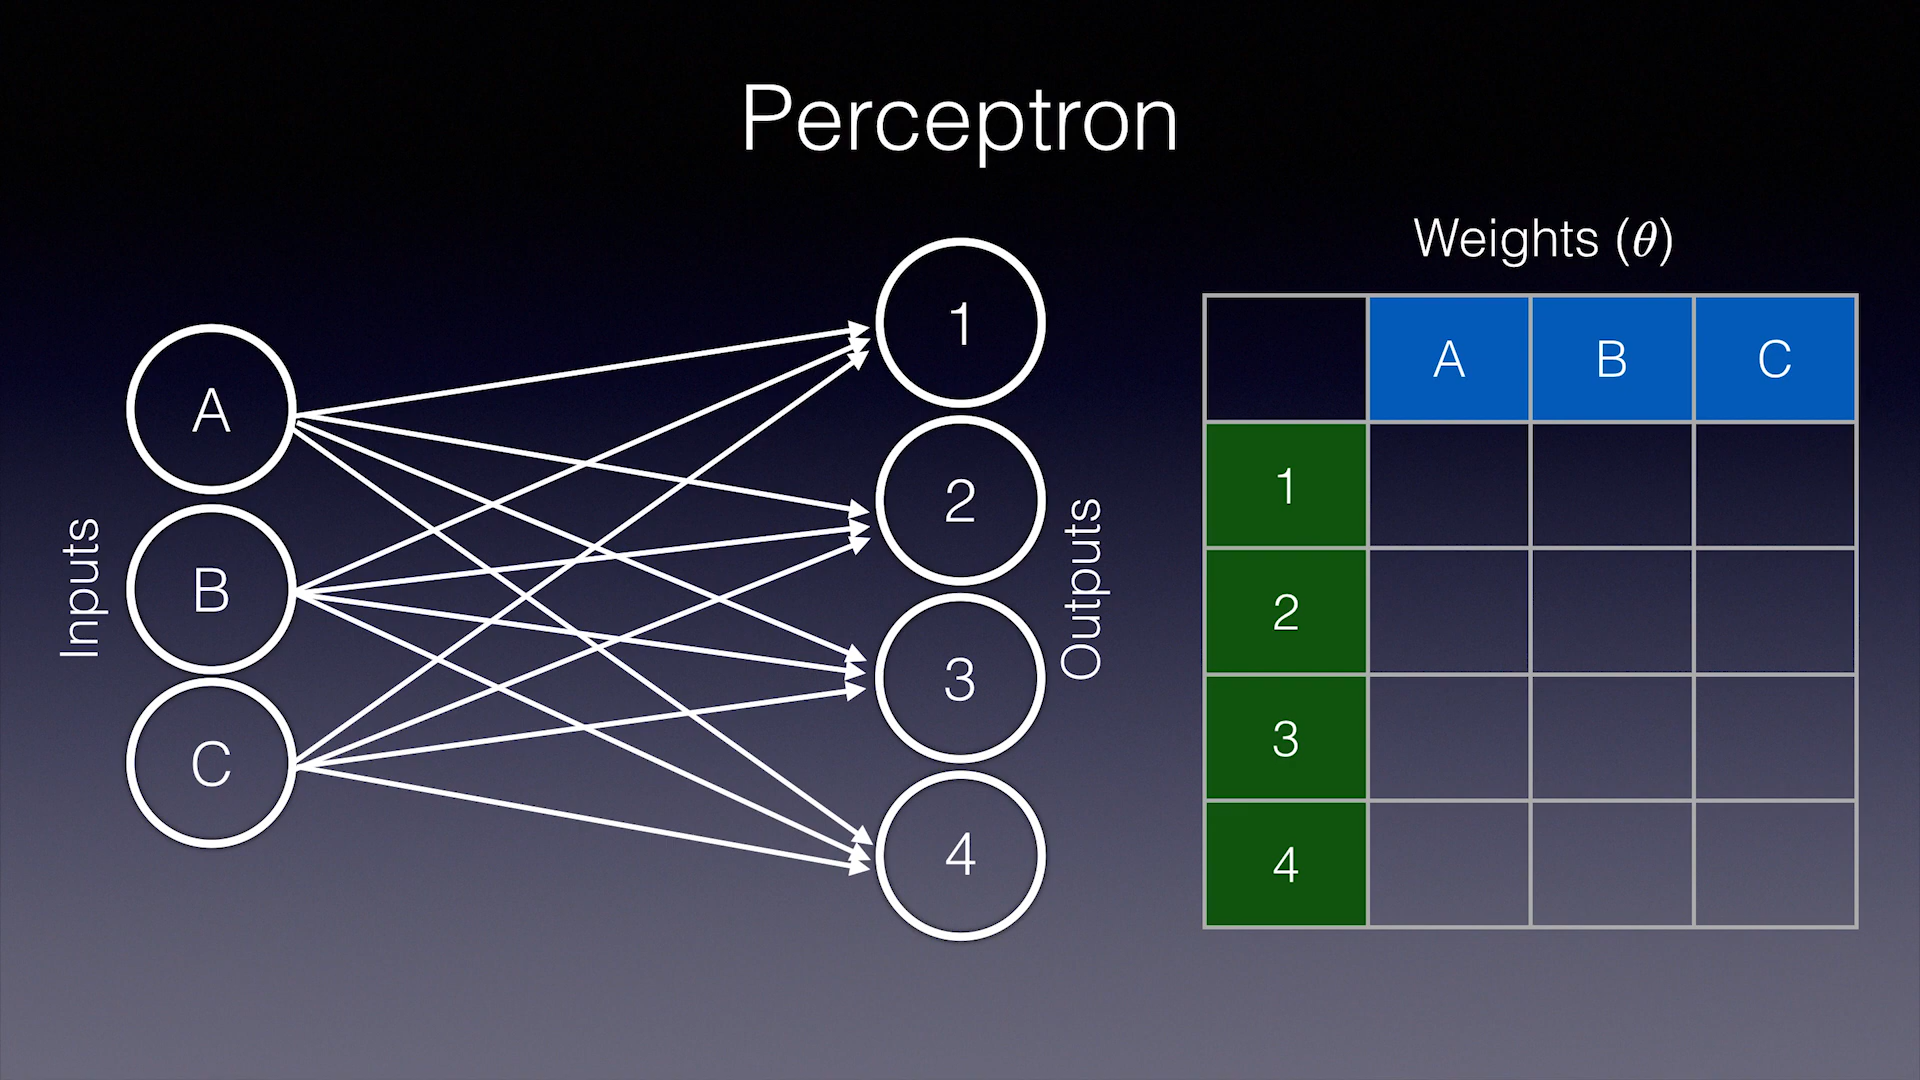 Perceptron
Inputs
A
B
C
1
2
3
4
Outputs
Weights (θ)
A B C
1
2
3
4